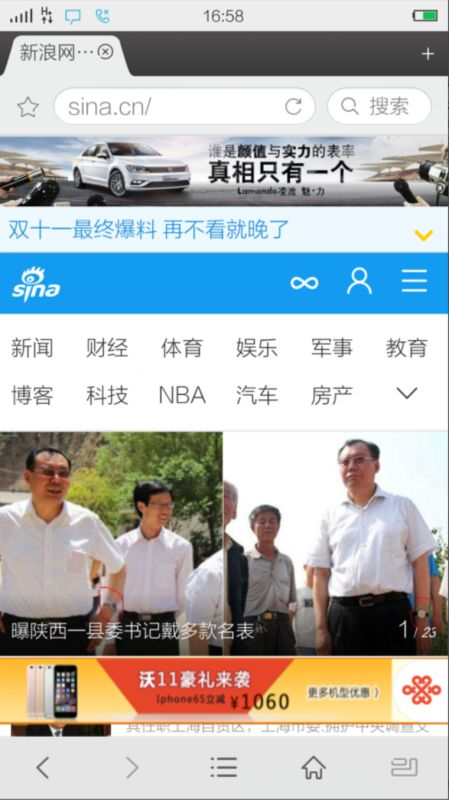 16:58
新浪网…
sina.cn/
搜索
谁是颜值与实力的表率
真相只有一个
Lamando凌渡 魅·力
双十一最终爆料 再不看就晚了
sina
新闻 财经 体育 娱乐 军事 教育
博客 科技 NBA 汽车 房产
曝陕西一县委书记戴多款名表 1 / 23
沃11豪礼来袭
Iphone6S立减 ¥1060
更多机型优惠 〉
其任职上海自贸区，上海市委:拥护中央调查又